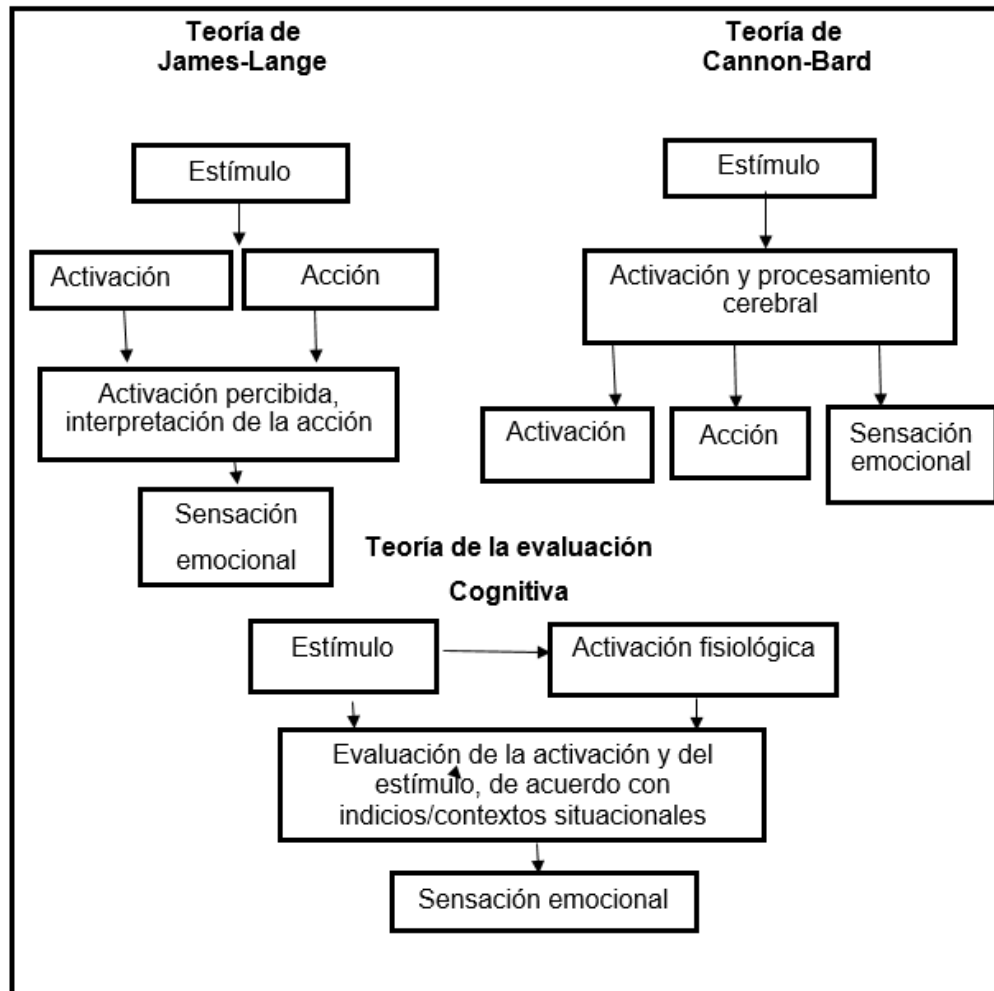 Teoría de
James-Lange
Estímulo
Activación
Acción
Activación percibida,
interpretación de la acción
Sensación
emocional
Teoría de
Cannon-Bard
Estímulo
Activación y procesamiento
cerebral
Activación
Acción
Sensación
emocional
Teoría de la evaluación
Cognitiva
Estímulo
Activación fisiológica
Evaluación de la activación y del
estímulo, de acuerdo con
indicios/contextos situacionales
Sensación emocional